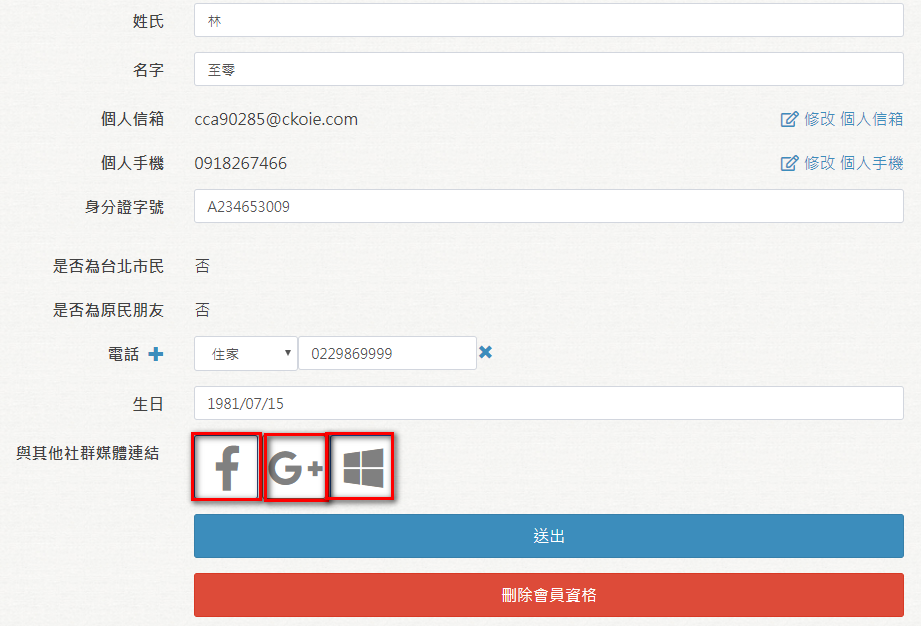 姓氏 林
名字 至零
個人信箱 cca90285@ckoie.com 修改 個人信箱
個人手機 0918267466 修改 個人手機
身分證字號 A234653009
是否為台北市民 否
是否為原民朋友 否
電話 住家 0229869999
生日 1981/07/15
與其他社群媒體連結 f G+
送出
刪除會員資格